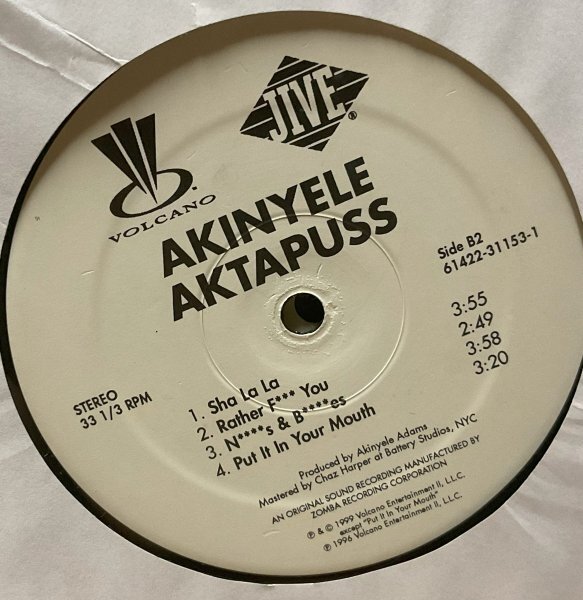 JIVE
®
VOLCANO
AKINYELE
AKTAPUSS
Side B2
61422-31153-1
STEREO
33 1/3 RPM
1. Sha La La 3:55
2. Rather F*** You 2:49
3. N****s & B****es 3:58
4. Put It In Your Mouth 3:20
Produced by Akinyele Adams
Mastered by Chaz Harper at Battery Studios, NYC
AN ORIGINAL SOUND RECORDING MANUFACTURED BY
ZOMBA RECORDING CORPORATION
℗ & © 1999 Volcano Entertainment II, L.L.C.
except "Put It In Your Mouth"
℗ 1996 Volcano Entertainment II, L.L.C.